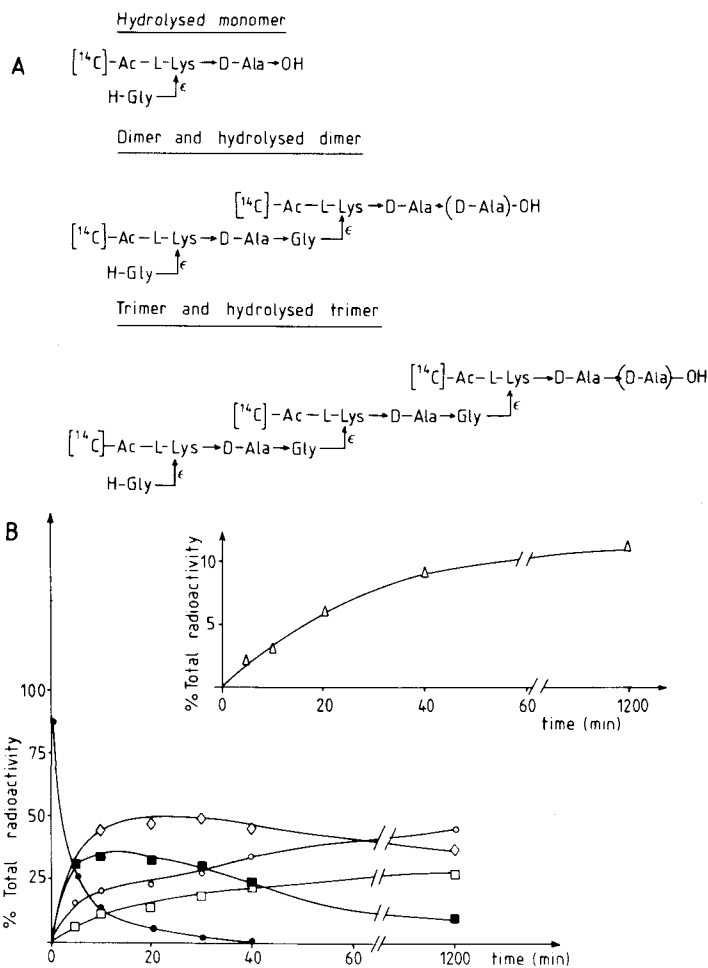 Hydrolysed monomer
A
[14C]-Ac-L-Lys→D-Ala→OH
H-Gly ε
Dimer and hydrolysed dimer
[14C]-Ac-L-Lys→D-Ala→(D-Ala)-OH
[14C]-Ac-L-Lys→D-Ala→Gly ε
H-Gly ε
Trimer and hydrolysed trimer
[14C]-Ac-L-Lys→D-Ala→(D-Ala)-OH
[14C]-Ac-L-Lys→D-Ala→Gly ε
[14C]-Ac-L-Lys→D-Ala→Gly ε
H-Gly ε
B
% Total radioactivity
10
5
0 20 40 60 1200
time (min)
% Total radioactivity
100
75
50
25
0 20 40 60 1200 time (min)